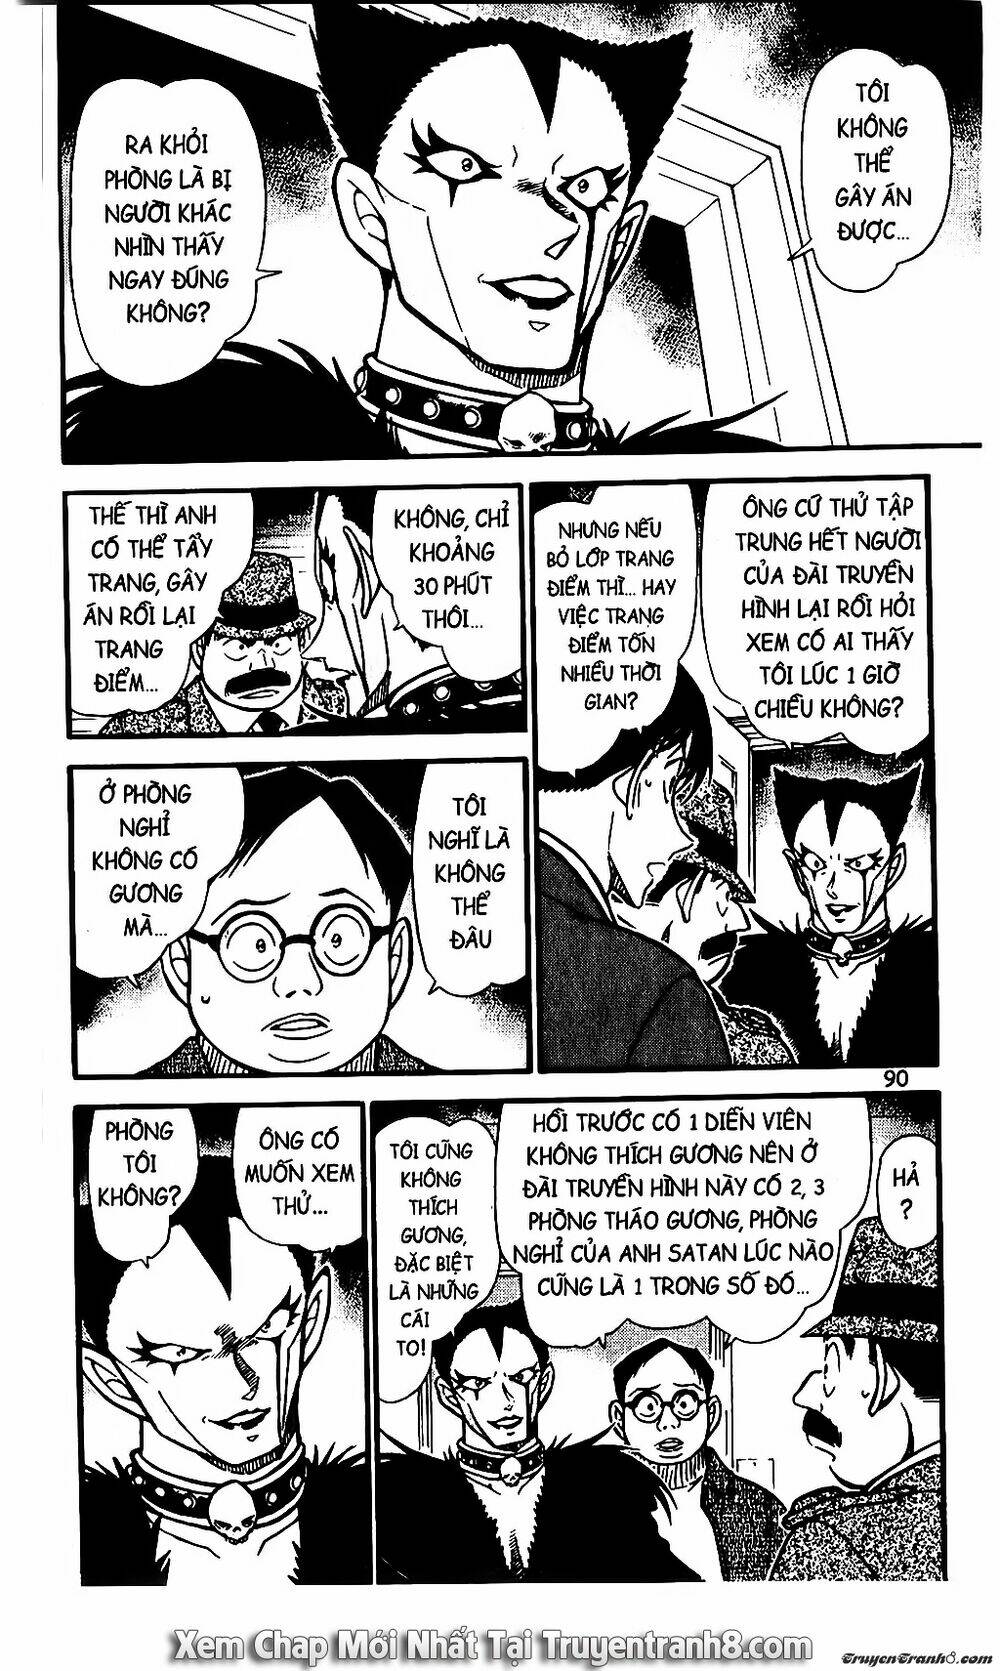 TÔI
KHÔNG
THỂ
GÂY ÁN
ĐƯỢC...
RA KHỎI
PHÒNG LÀ BỊ
NGƯỜI KHÁC
NHÌN THẤY
NGAY ĐÚNG
KHÔNG?
ÔNG CỨ THỬ TẬP
TRUNG HẾT NGƯỜI
CỦA ĐÀI TRUYỀN
HÌNH LẠI RỒI HỎI
XEM CÓ AI THẤY
TÔI LÚC 1 GIỜ
CHIỀU KHÔNG?
NHƯNG NẾU
BỎ LỚP TRANG
ĐIỂM THÌ... HAY
VIỆC TRANG
ĐIỂM TỐN
NHIỀU THỜI
GIAN?
KHÔNG, CHỈ
KHOẢNG
30 PHÚT
THÔI...
THẾ THÌ ANH
CÓ THỂ TẨY
TRANG, GÂY
ÁN RỒI LẠI
TRANG
ĐIỂM...
TÔI
NGHĨ LÀ
KHÔNG
THỂ
ĐÂU
Ở PHÒNG
NGHỈ
KHÔNG CÓ
GƯƠNG
MÀ...
90
HẢ
?
HỒI TRƯỚC CÓ 1 DIỄN VIÊN
KHÔNG THÍCH GƯƠNG NÊN Ở
ĐÀI TRUYỀN HÌNH NÀY CÓ 2, 3
PHÒNG THÁO GƯƠNG, PHÒNG
NGHỈ CỦA ANH SATAN LÚC NÀO
CŨNG LÀ 1 TRONG SỐ ĐÓ...
TÔI CŨNG
KHÔNG
THÍCH
GƯƠNG,
ĐẶC BIỆT
LÀ NHỮNG
CÁI
TO!
ÔNG CÓ
MUỐN XEM
THỬ...
PHÒNG
TÔI
KHÔNG?
Xem Chap Mới Nhất Tại Truyentranh8.com
TruyenTranh8.com